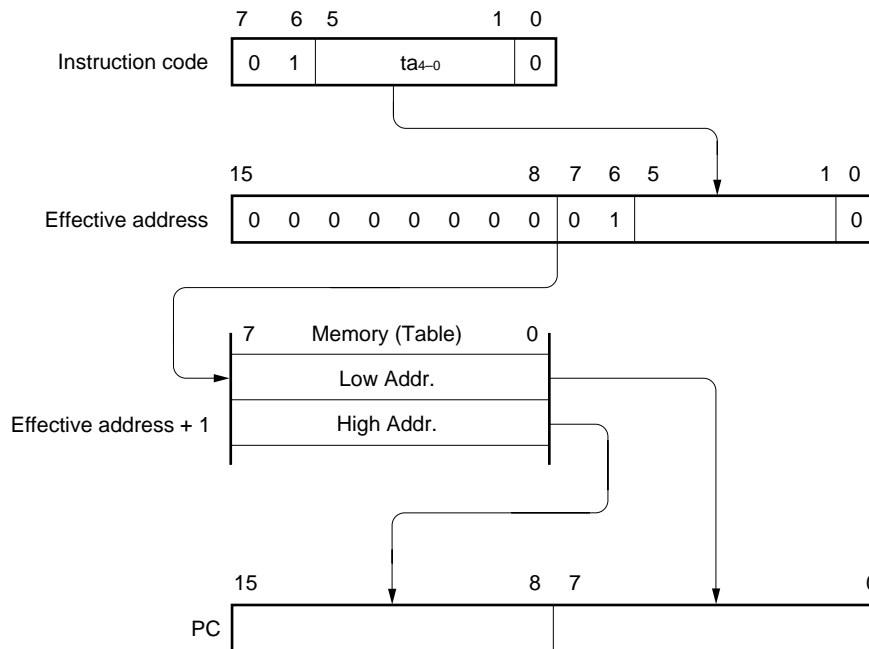 7 6 5 1 0
Instruction code 0 1 ta4–0 0
15 8 7 6 5 1 0
Effective address 0 0 0 0 0 0 0 0 0 1 0
7 Memory (Table) 0
Low Addr.
Effective address + 1 High Addr.
15 8 7 0
PC